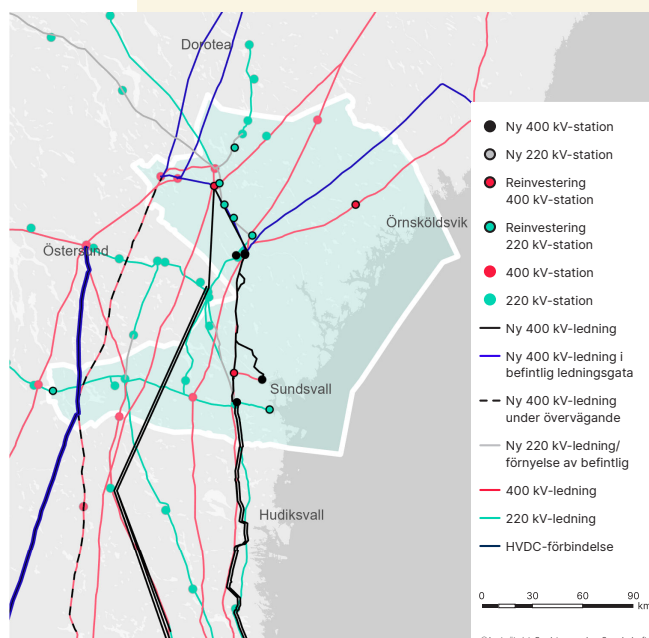 Dorotea
Örnsköldsvik
Östersund
Sundsvall
Hudiksvall
Ny 400 kV-station
Ny 220 kV-station
Reinvestering
400 kV-station
Reinvestering
220 kV-station
400 kV-station
220 kV-station
Ny 400 kV-ledning
Ny 400 kV-ledning i
befintlig ledningsgata
Ny 400 kV-ledning
under övervägande
Ny 220 kV-ledning/
förnyelse av befintlig
400 kV-ledning
220 kV-ledning
HVDC-förbindelse
0 30 60 90
km